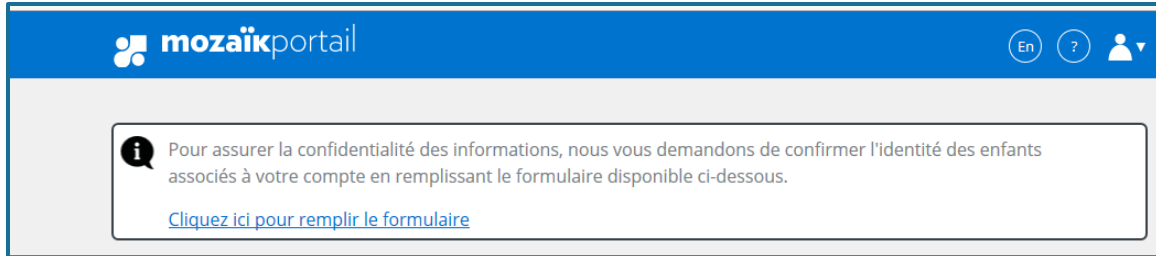 mozaïkportail
En ?
Pour assurer la confidentialité des informations, nous vous demandons de confirmer l'identité des enfants
associés à votre compte en remplissant le formulaire disponible ci-dessous.
Cliquez ici pour remplir le formulaire